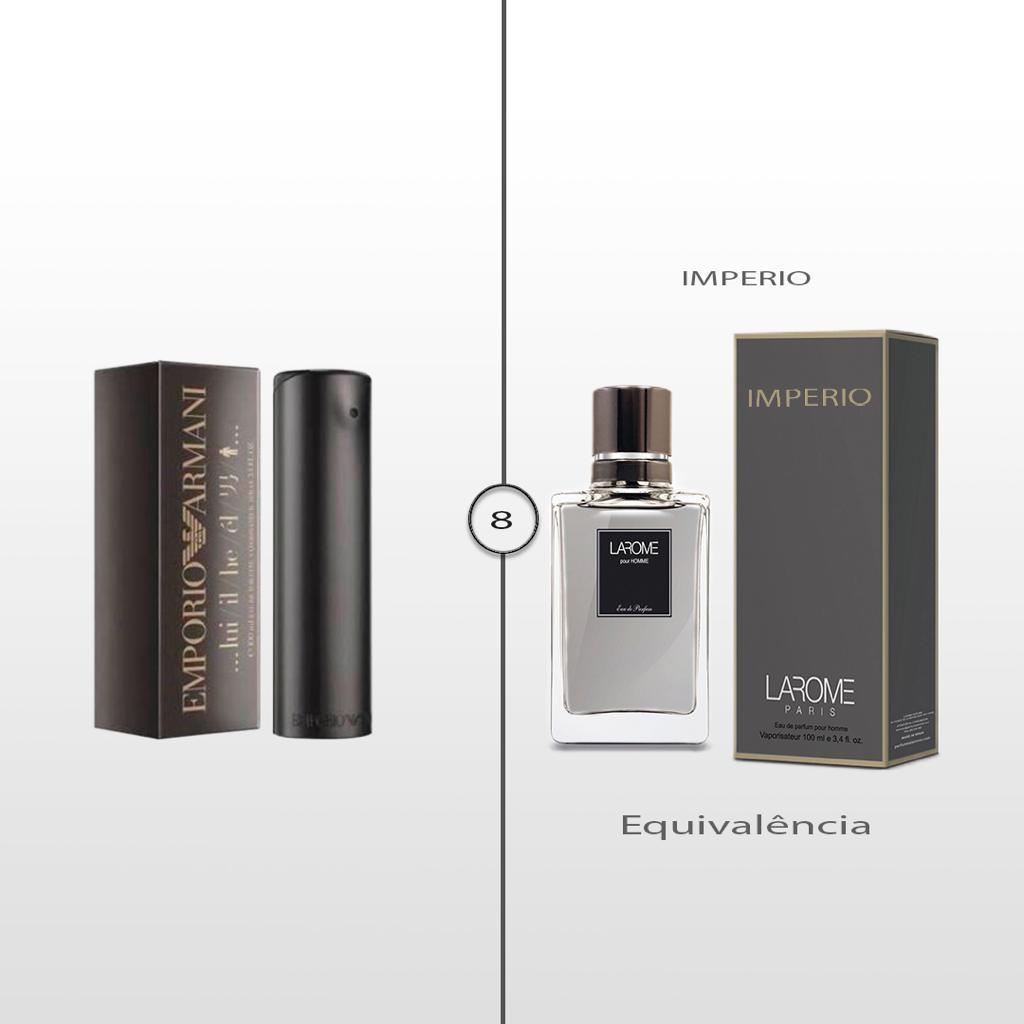 EMPORIO ARMANI
...lui/il/he/él/
8
IMPERIO
LAROME
pour HOMME
Eau de Parfum
IMPERIO
LAROME
PARIS
Eau de parfum pour homme
Vaporisateur 100 ml e 3,4 fl. oz.
Equivalência